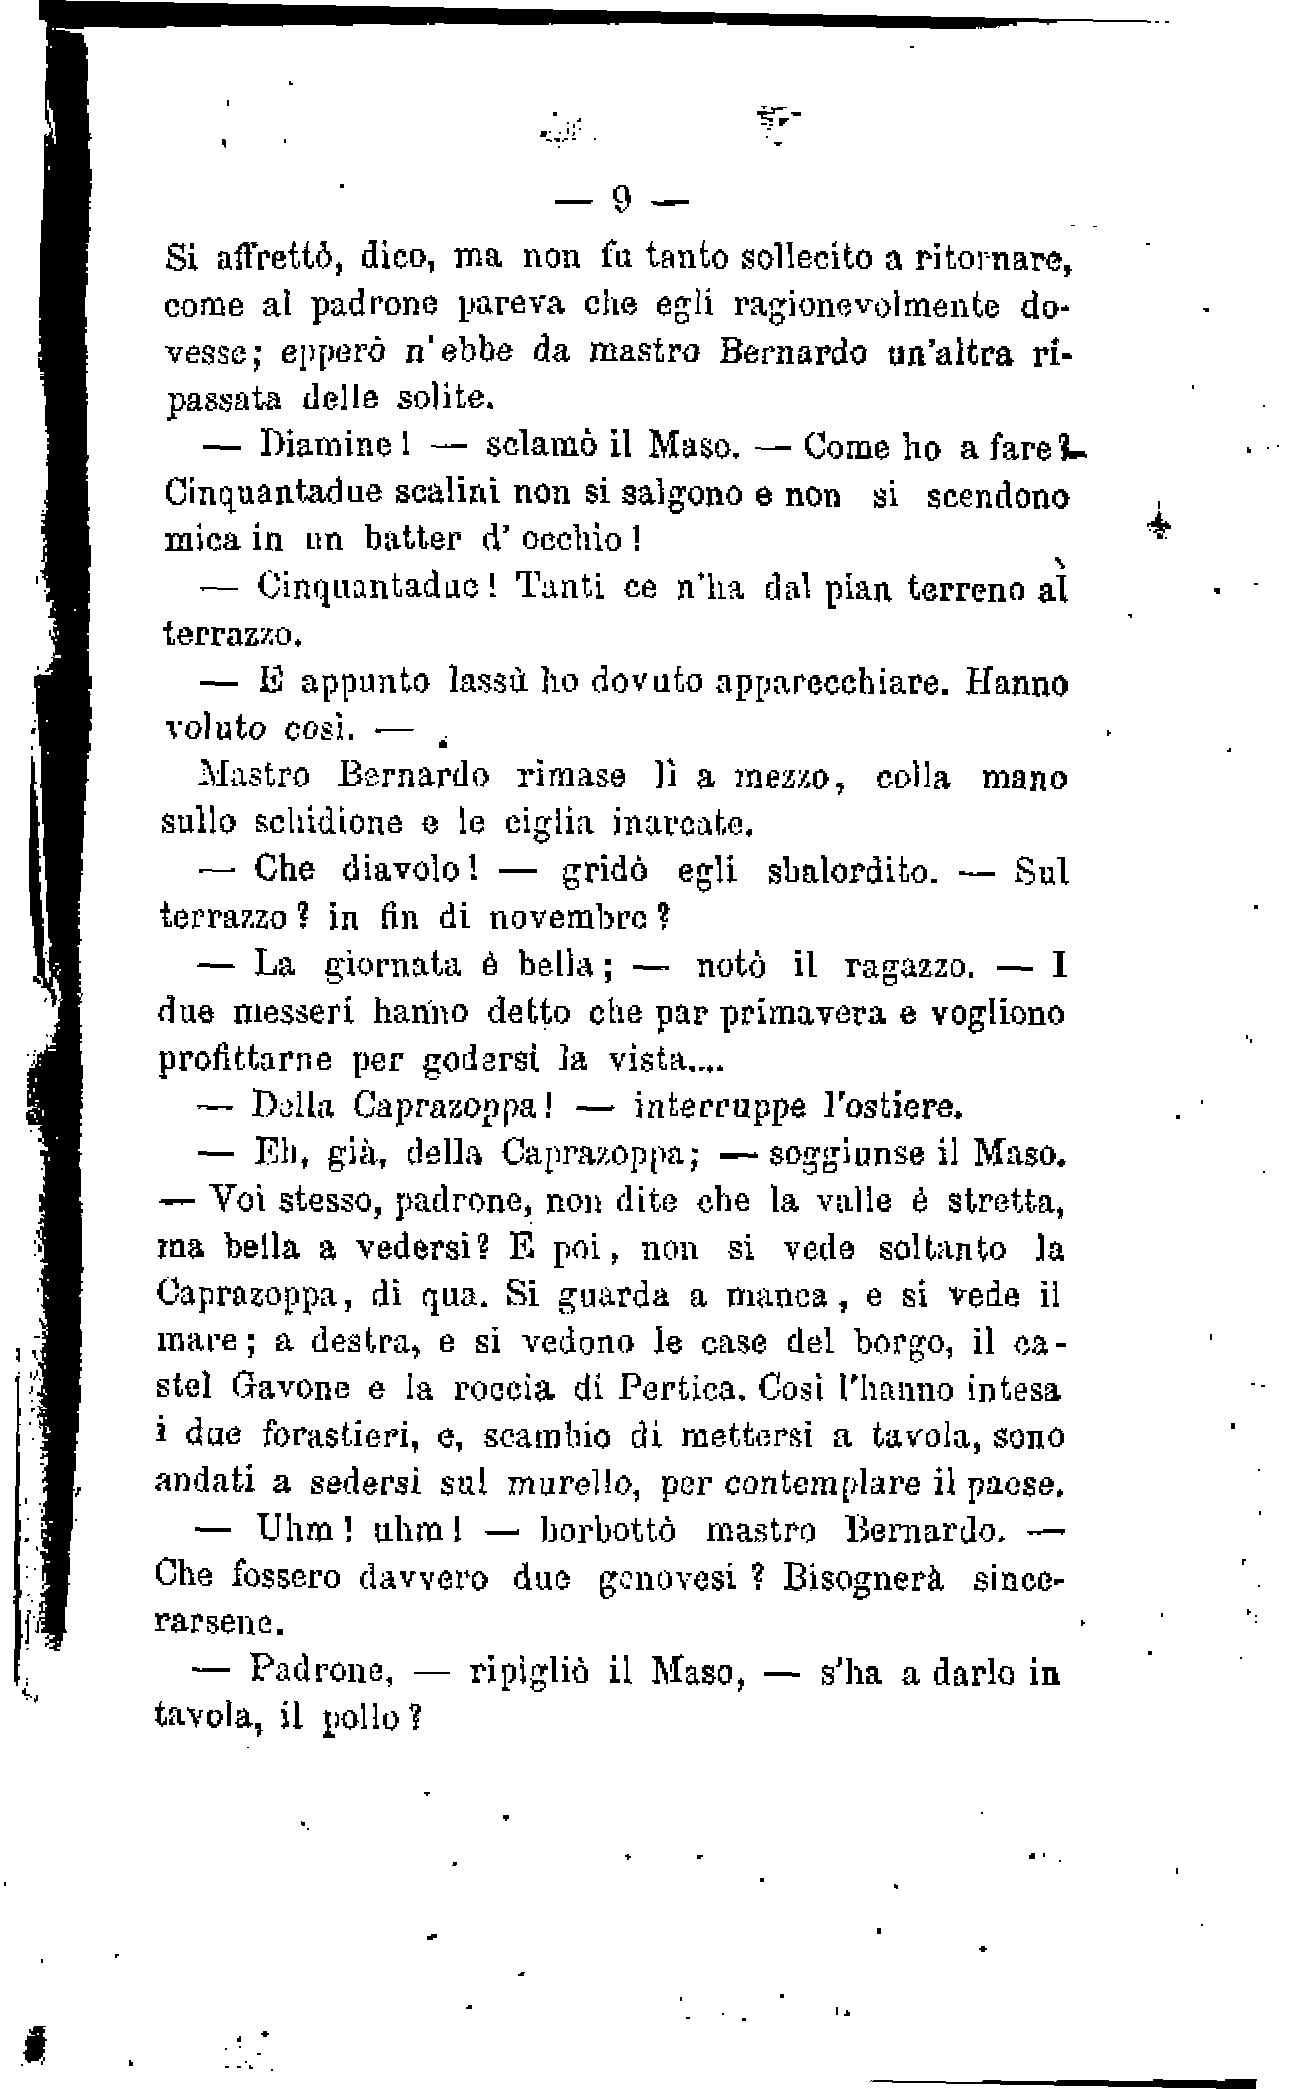 — 9 —
Si affrettò, dico, ma non fu tanto sollecito a ritornare,
come al padrone pareva che egli ragionevolmente do-
vesse; epperò n'ebbe da mastro Bernardo un'altra ri-
passata delle solite.
— Diamine! — sclamò il Maso. — Come ho a fare?
Cinquantadue scalini non si salgono e non si scendono
mica in un batter d'occhio!
— Cinquantadue! Tanti ce n'ha dal pian terreno al
terrazzo.
— E appunto lassù ho dovuto apparecchiare. Hanno
voluto così. —
Mastro Bernardo rimase lì a mezzo, colla mano
sullo schidione e le ciglia inarcate.
— Che diavolo! — gridò egli sbalordito. — Sul
terrazzo? in fin di novembre?
— La giornata è bella; — notò il ragazzo. — I
due messeri hanno detto che par primavera e vogliono
profittarne per godersi la vista....
— Della Caprazoppa! — interruppe l'ostiere.
— Eh, già, della Caprazoppa; — soggiunse il Maso.
— Voi stesso, padrone, non dite che la valle è stretta,
ma bella a vedersi? E poi, non si vede soltanto la
Caprazoppa, di qua. Si guarda a manca, e si vede il
mare; a destra, e si vedono le case del borgo, il ca-
stel Gavone e la roccia di Pertica. Così l'hanno intesa
i due forastieri, e, scambio di mettersi a tavola, sono
andati a sedersi sul murello, per contemplare il paese.
— Uhm! uhm! — borbottò mastro Bernardo. —
Che fossero davvero due genovesi? Bisognerà since-
rarsene.
— Padrone, — ripigliò il Maso, — s'ha a darlo in
tavola, il pollo?